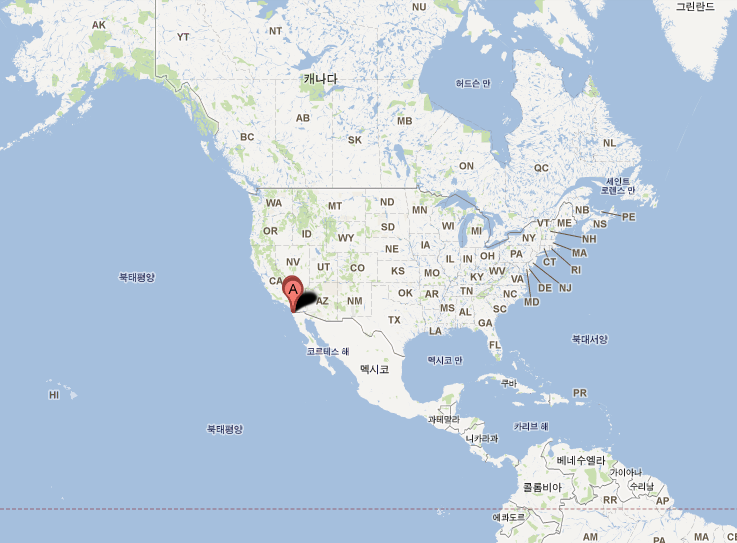 NU
그린란드
AK
YT
NT
캐나다
허드슨 만
AB
MB
BC
SK
NL
ON
QC
세인트
로렌스 만
WA
MT
ND
MN
NB
PE
VT
ME
NS
OR
ID
SD
WI
MI
NY
NH
WY
NE
IA
MA
NV
UT
CO
IL
IN
OH
PA
CT
RI
북태평양
KS
MO
KY
WV
VA
DE
NJ
CA
A
AZ
NM
OK
AR
TN
NC
MD
MS
AL
SC
TX
GA
LA
FL
북대서양
코르테스 해
멕시코
멕시코 만
쿠바
HI
PR
과테말라
카리브 해
북태평양
니카라과
베네수엘라
가이아나
콜롬비아
수리남
RR
AP
에콰도르
AM
PA
MA
CE